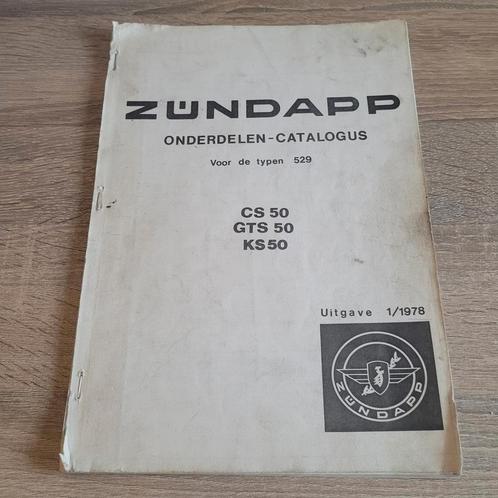 ZÜNDAPP
ONDERDELEN-CATALOGUS
Voor de typen 529
CS 50
GTS 50
KS50
Uitgave 1/1978
ZÜNDAPP